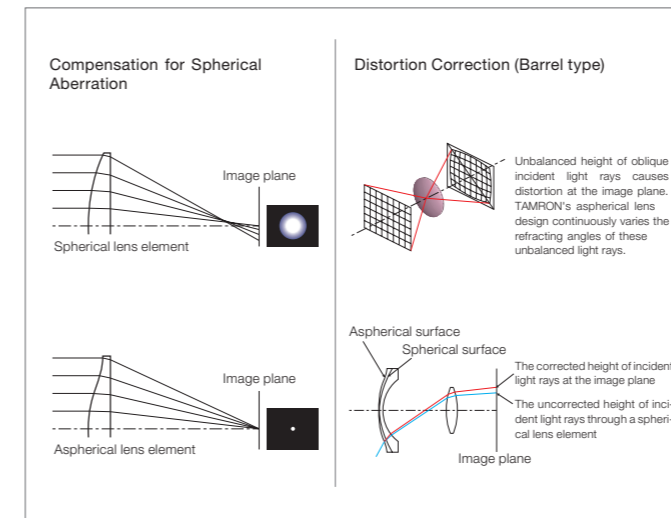 Compensation for Spherical
Aberration
Image plane
Spherical lens element
Image plane
Aspherical lens element
Distortion Correction (Barrel type)
Unbalanced height of oblique
incident light rays causes
distortion at the image plane.
TAMRON's aspherical lens
design continuously varies the
refracting angles of these
unbalanced light rays.
Aspherical surface
Spherical surface
The corrected height of incident
light rays at the image plane
The uncorrected height of inci-
dent light rays through a spheri-
cal lens element
Image plane